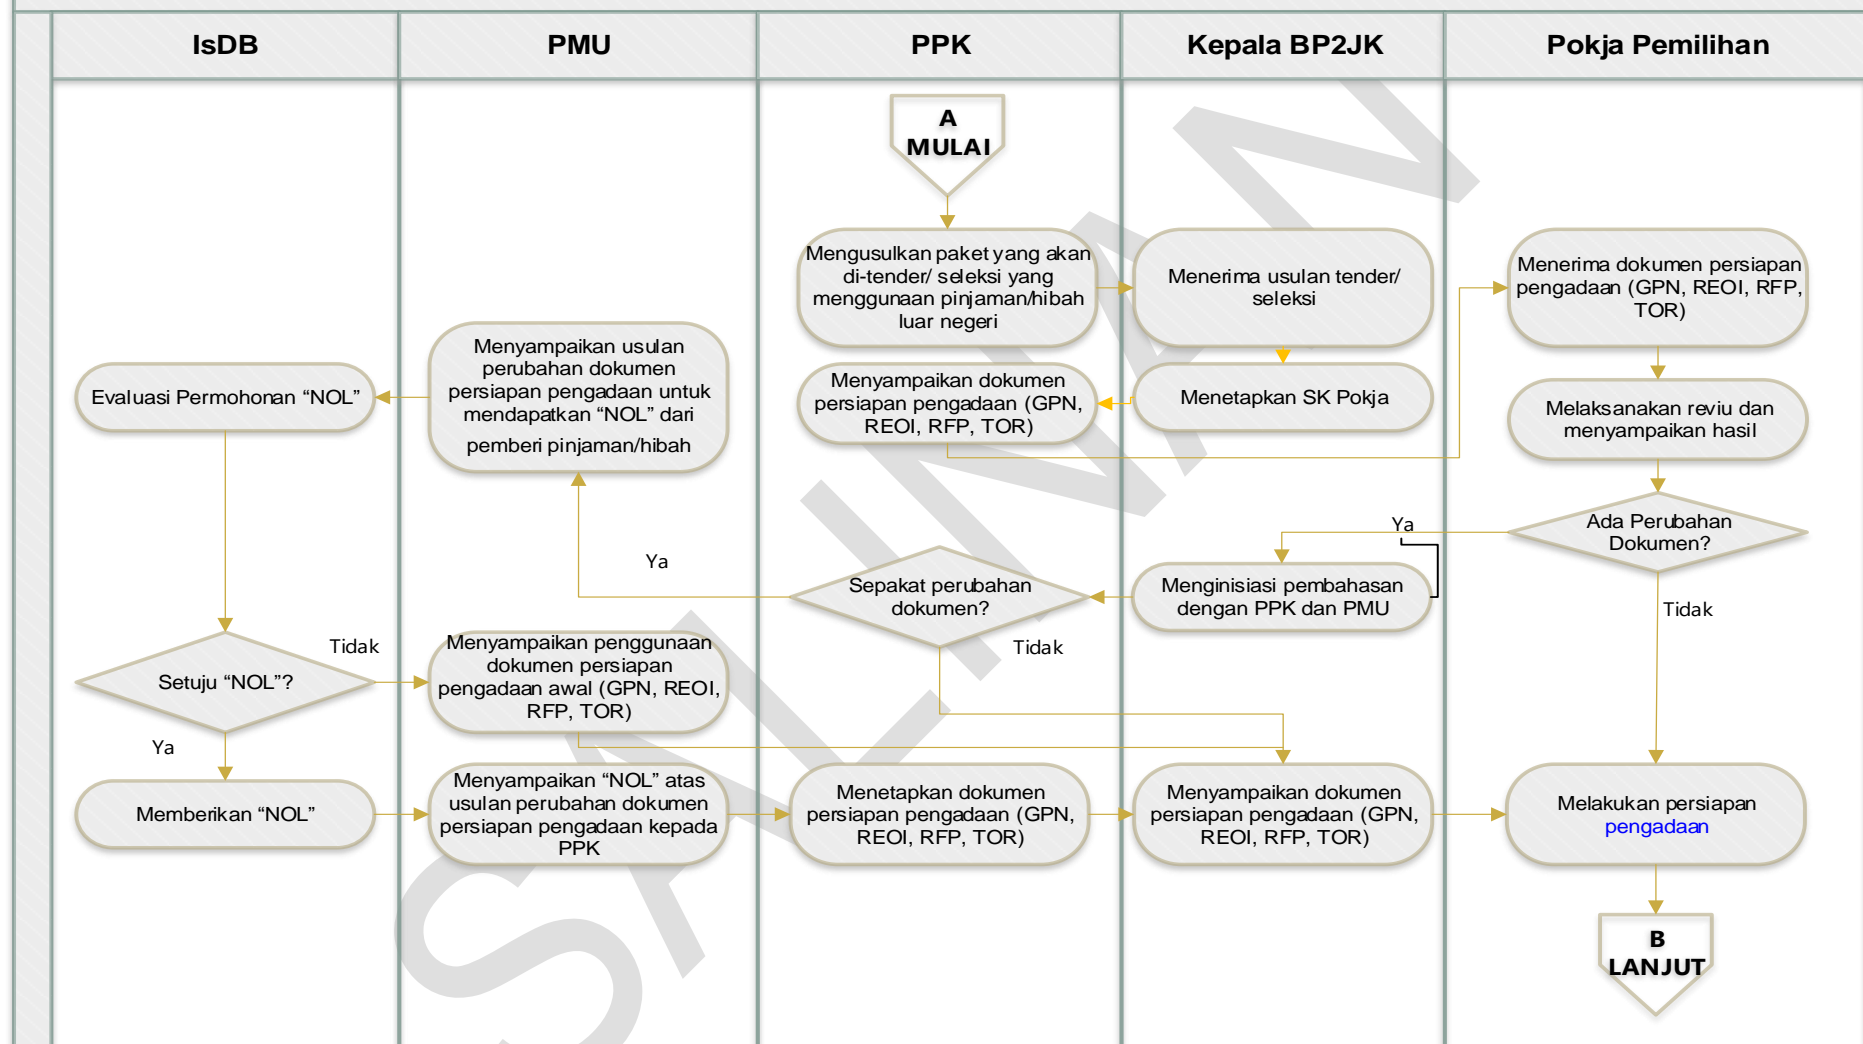 IsDB
PMU
PPK
Kepala BP2JK
Pokja Pemilihan
A
MULAI
Mengusulkan paket yang akan
di-tender/ seleksi yang
menggunaan pinjaman/hibah
luar negeri
Menerima usulan tender/
seleksi
Menerima dokumen persiapan
pengadaan (GPN, REOI, RFP,
TOR)
Menyampaikan usulan
perubahan dokumen
persiapan pengadaan untuk
mendapatkan “NOL” dari
pemberi pinjaman/hibah
Evaluasi Permohonan “NOL”
Menyampaikan dokumen
persiapan pengadaan (GPN,
REOI, RFP, TOR)
Menetapkan SK Pokja
Melaksanakan reviu dan
menyampaikan hasil
Ada Perubahan
Dokumen?
Ya
Ya
Sepakat perubahan
dokumen?
Menginisiasi pembahasan
dengan PPK dan PMU
Tidak
Tidak
Tidak
Setuju “NOL”?
Menyampaikan penggunaan
dokumen persiapan
pengadaan awal (GPN, REOI,
RFP, TOR)
Ya
Memberikan “NOL”
Menyampaikan “NOL” atas
usulan perubahan dokumen
persiapan pengadaan kepada
PPK
Menetapkan dokumen
persiapan pengadaan (GPN,
REOI, RFP, TOR)
Menyampaikan dokumen
persiapan pengadaan (GPN,
REOI, RFP, TOR)
Melakukan persiapan
pengadaan
B
LANJUT
SALINAN